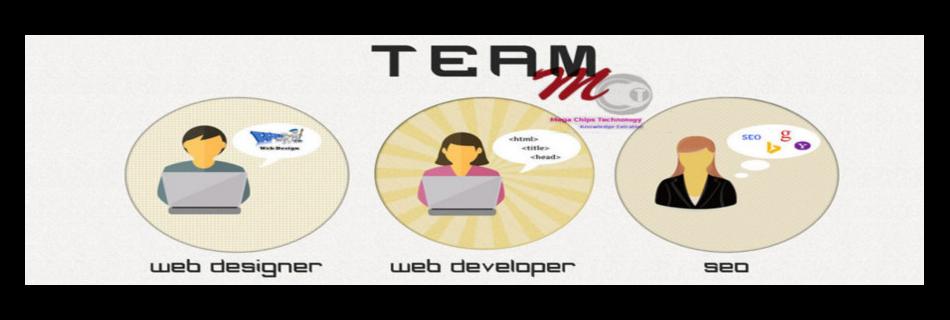 TEAM
Mega Chips Technology
Web Design
<html>
<title>
<head>
SEO
web designer
web developer
seo